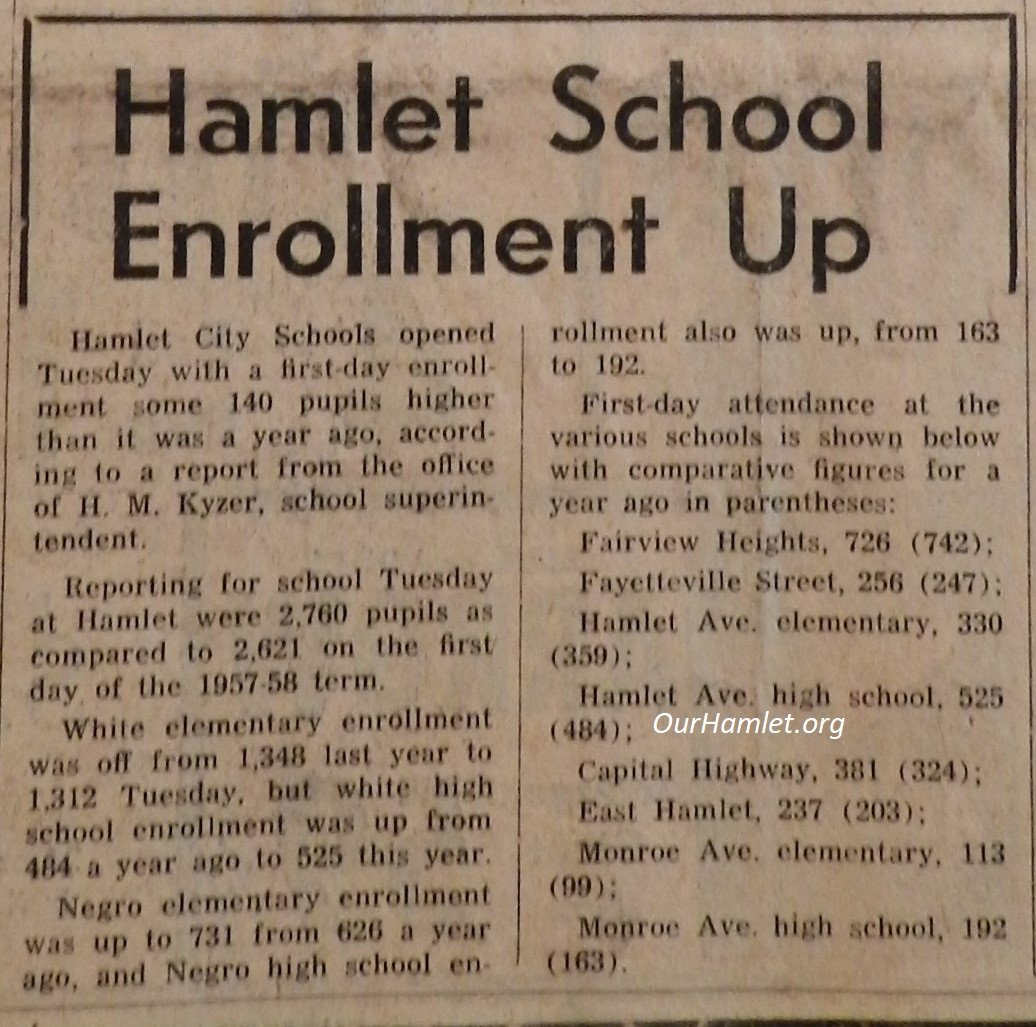 Hamlet School
Enrollment Up
Hamlet City Schools opened
Tuesday with a first-day enroll-
ment some 140 pupils higher
than it was a year ago, accord-
ing to a report from the office
of H. M. Kyzer, school superin-
tendent.
Reporting for school Tuesday
at Hamlet were 2,760 pupils as
compared to 2,621 on the first
day of the 1957-58 term.
White elementary enrollment
was off from 1,348 last year to
1,312 Tuesday, but white high
school enrollment was up from
484 a year ago to 525 this year.
Negro elementary enrollment
was up to 731 from 626 a year
ago, and Negro high school en-
rollment also was up, from 163
to 192.
First-day attendance at the
various schools is shown below
with comparative figures for a
year ago in parentheses:
Fairview Heights, 726 (742);
Fayetteville Street, 256 (247);
Hamlet Ave. elementary, 330
(359);
Hamlet Ave. high school, 525
(484);
OurHamlet.org
Capital Highway, 381 (324);
East Hamlet, 237 (203);
Monroe Ave. elementary, 113
(99);
Monroe Ave. high school, 192
(163).